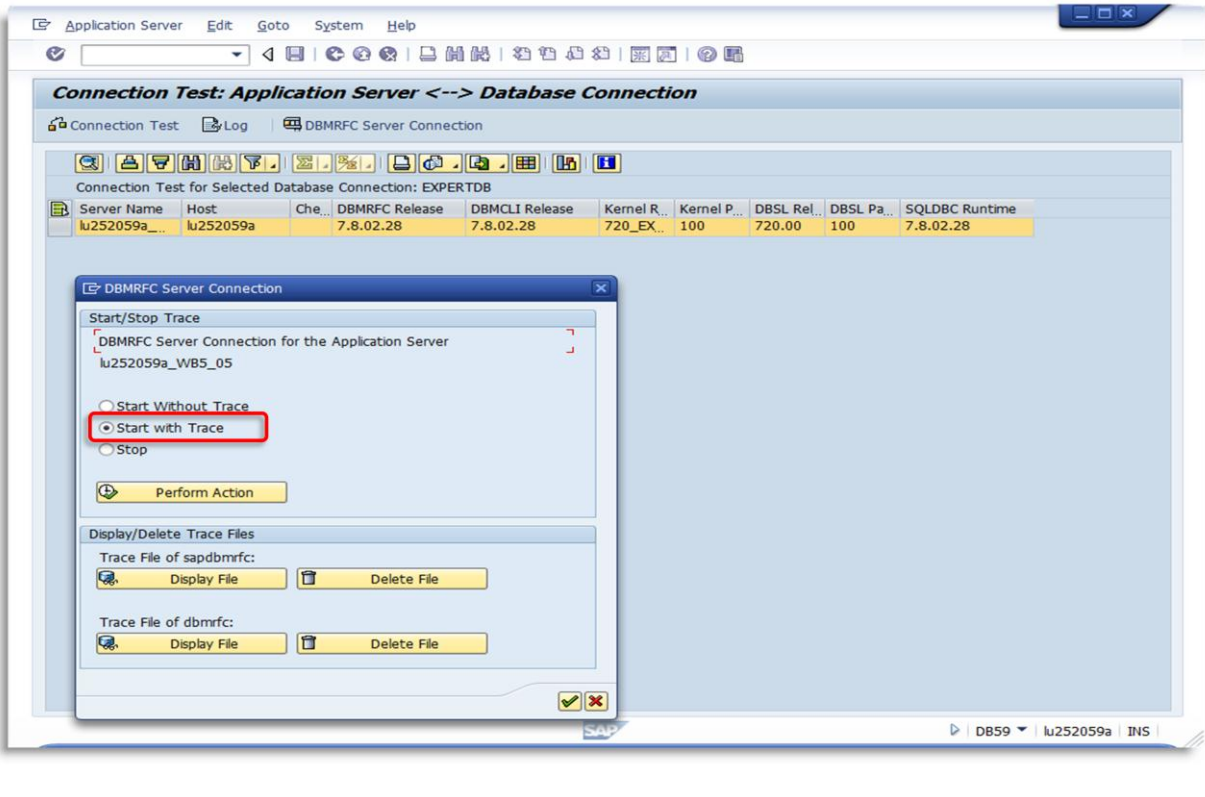 Application Server Edit Goto System Help
Connection Test: Application Server <--> Database Connection
Connection Test Log DBMRFC Server Connection
Connection Test for Selected Database Connection: EXPERTDB
Server Name Host Che... DBMRFC Release DBMCLI Release Kernel R... Kernel P... DBSL Rel... DBSL Pa... SQLDBC Runtime
lu252059a_... lu252059a 7.8.02.28 7.8.02.28 720_EX... 100 720.00 100 7.8.02.28
DBMRFC Server Connection
Start/Stop Trace
DBMRFC Server Connection for the Application Server
lu252059a_WB5_05
Start Without Trace
Start with Trace
Stop
Perform Action
Display/Delete Trace Files
Trace File of sapdbmrfc:
Display File Delete File
Trace File of dbmrfc:
Display File Delete File
SAP DB59 lu252059a INS